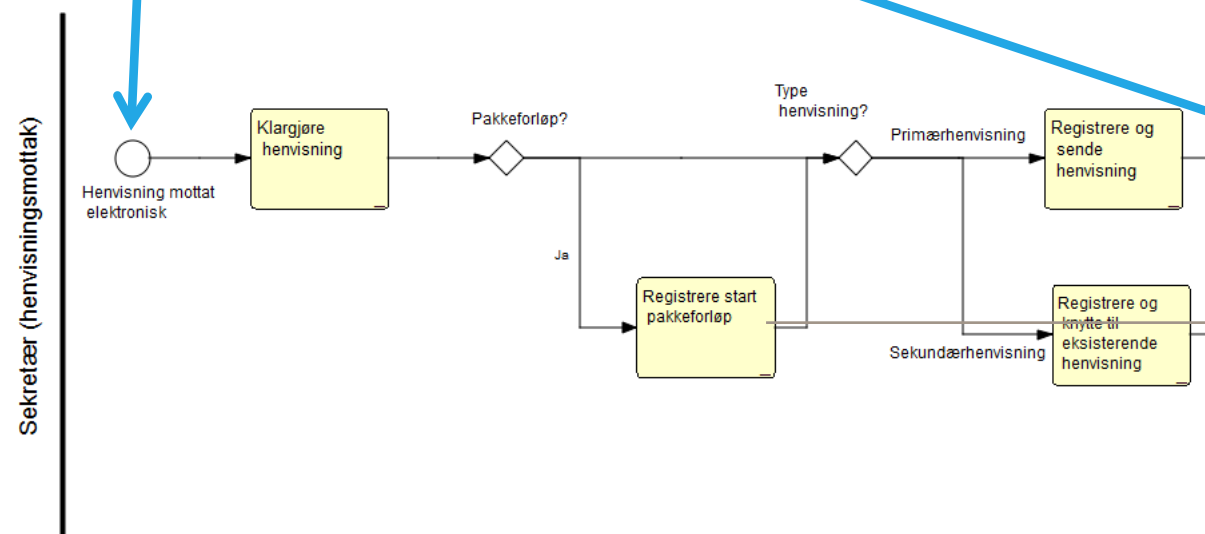 Sekretær (henvisningsmottak)
Henvisning mottat
elektronisk
Klargjøre
henvisning
Pakkeforløp?
Ja
Registrere start
pakkeforløp
Type
henvisning?
Primærhenvisning
Registrere og
sende
henvisning
Sekundærhenvisning
Registrere og
knytte til
eksisterende
henvisning